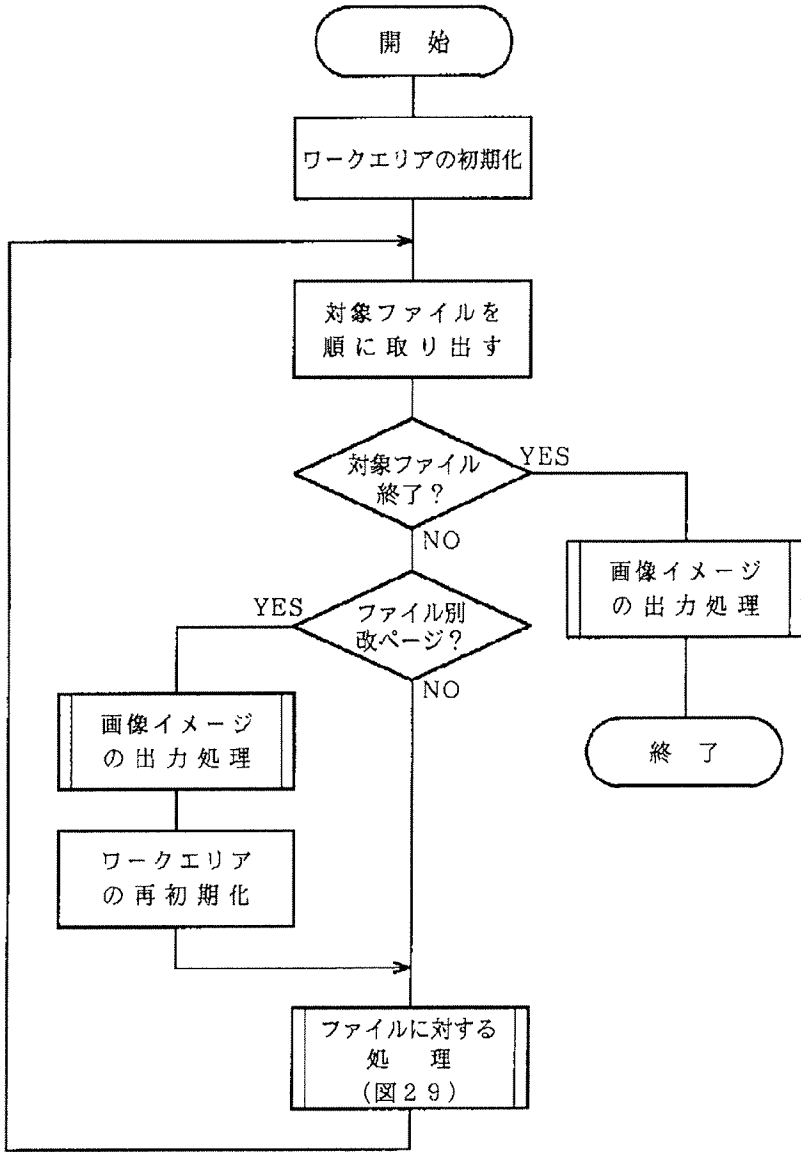 開始
ワークエリアの初期化
対象ファイルを
順に取り出す
対象ファイル
終了？
YES
NO
画像イメージ
の出力処理
終了
ファイル別
改ページ？
YES
NO
画像イメージ
の出力処理
ワークエリア
の再初期化
ファイルに対する
処理
(図２９)